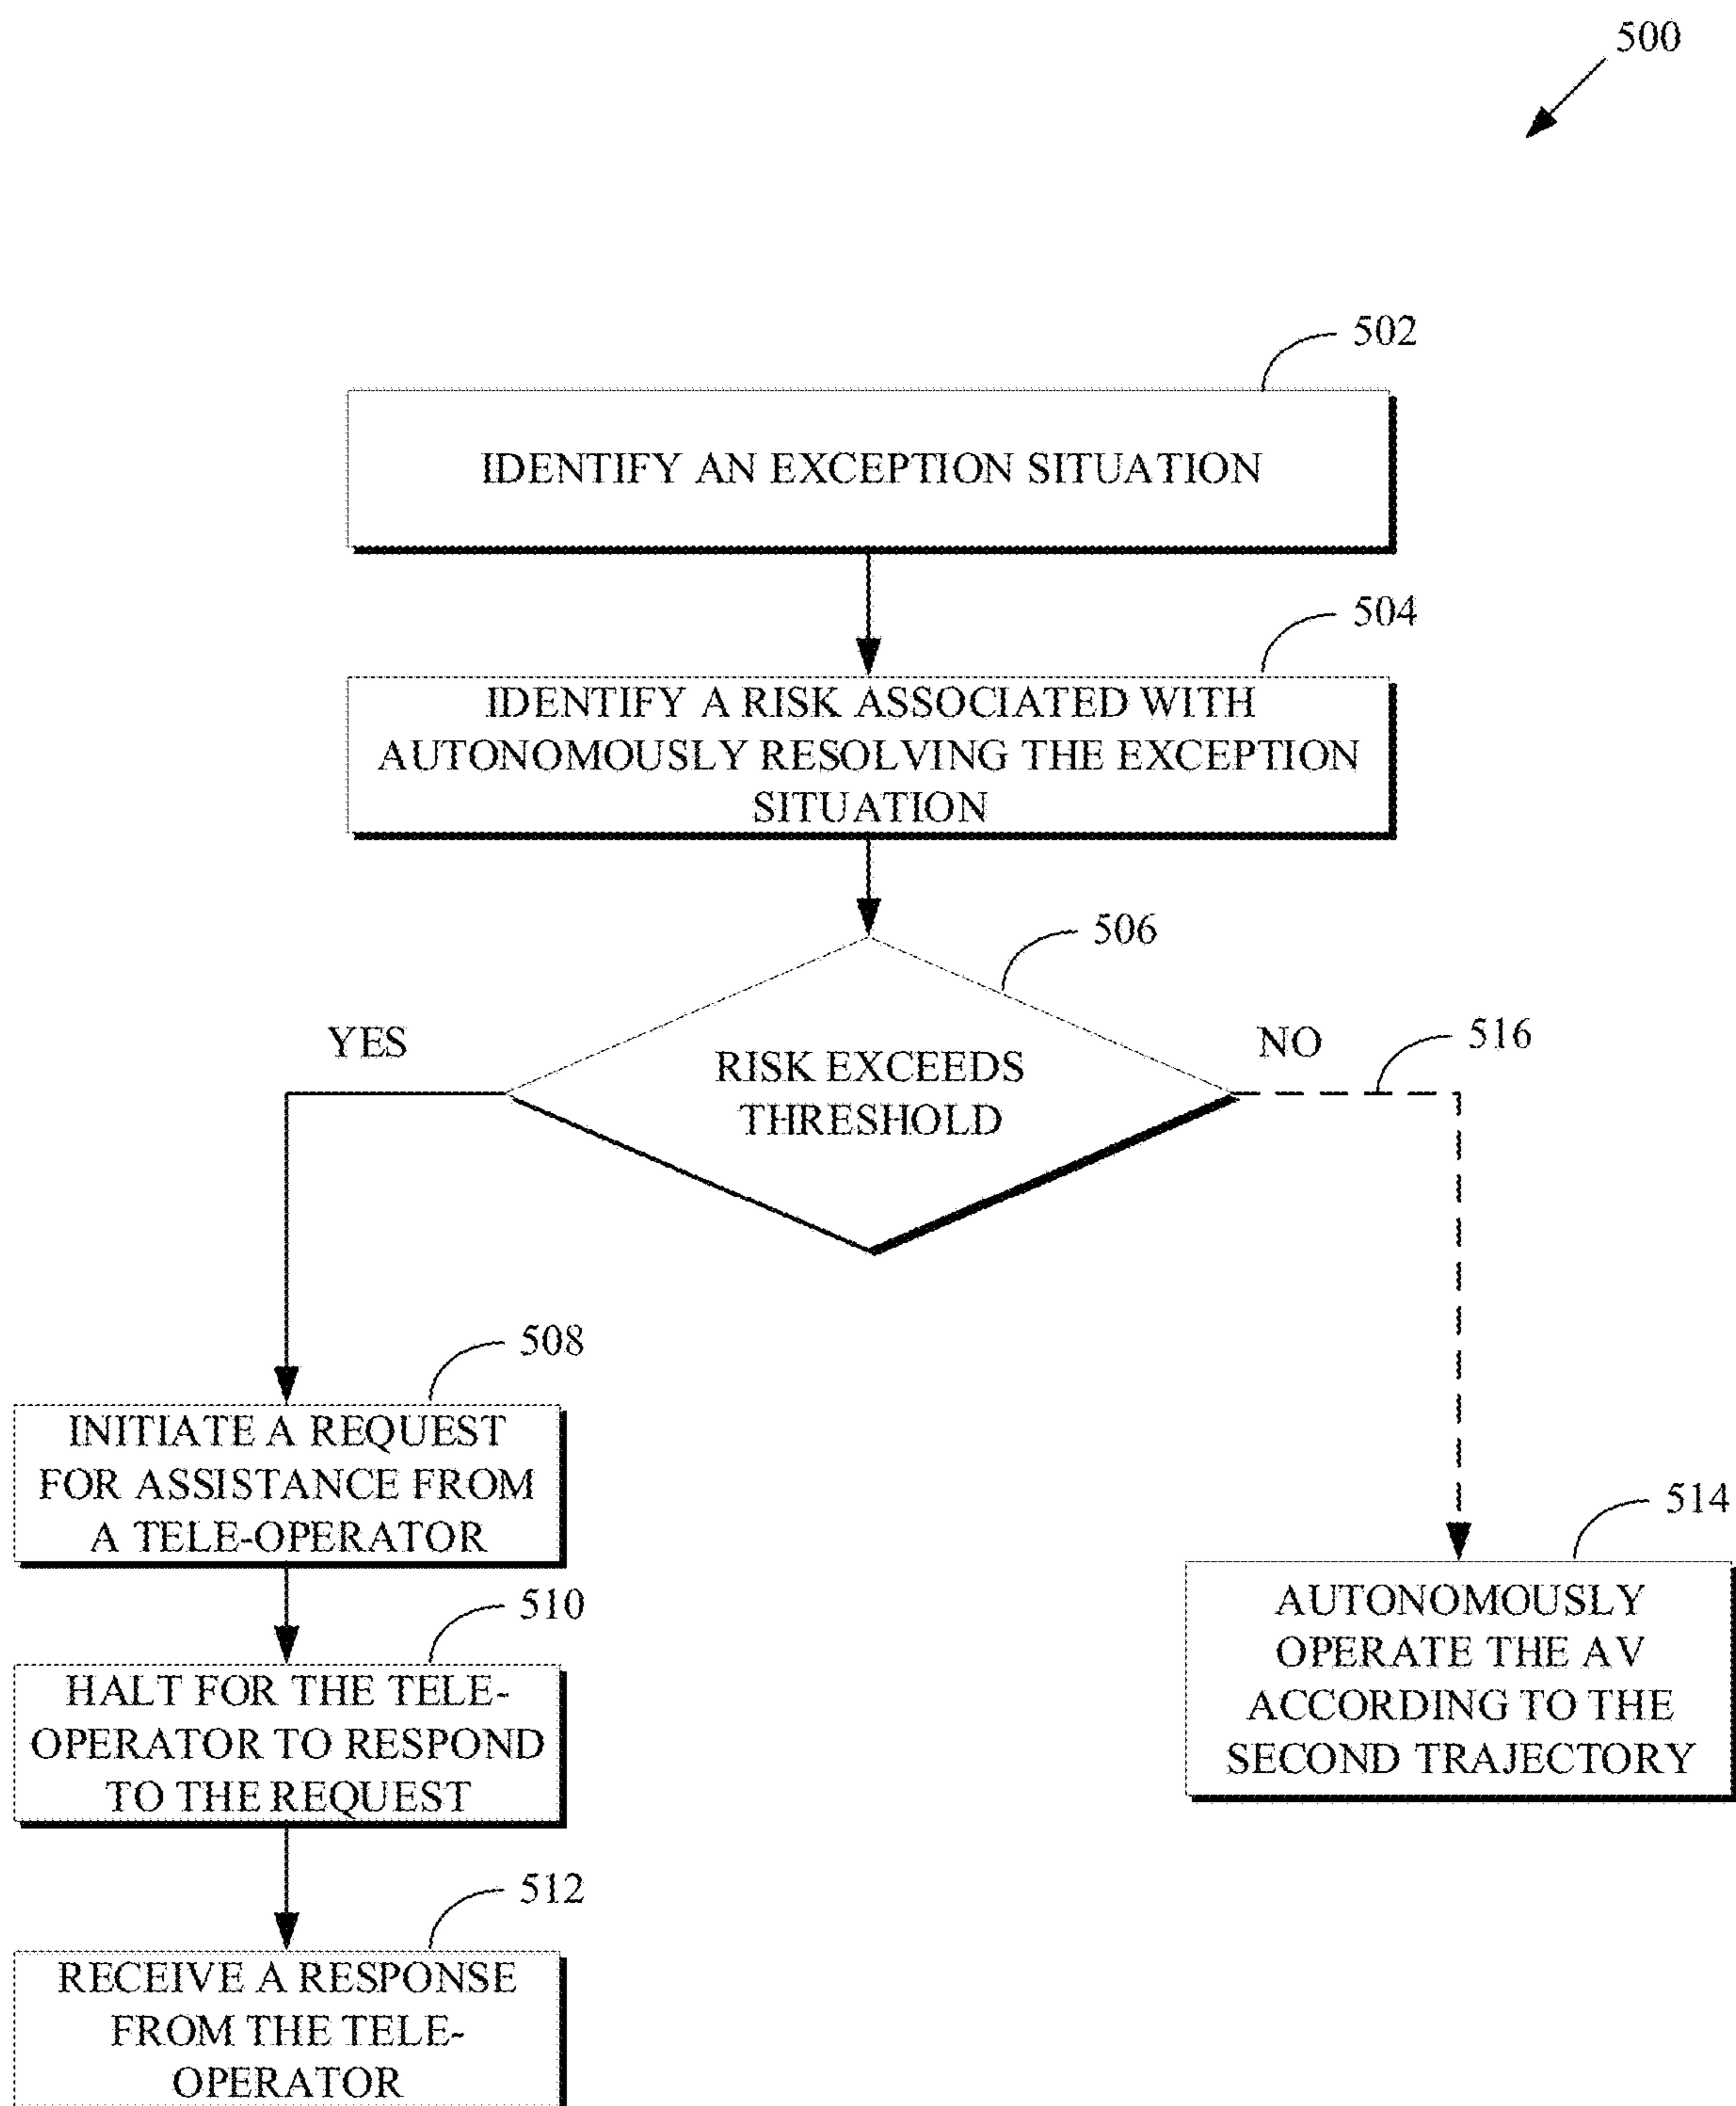 500
502
IDENTIFY AN EXCEPTION SITUATION
504
IDENTIFY A RISK ASSOCIATED WITH
AUTONOMOUSLY RESOLVING THE EXCEPTION
SITUATION
506
YES
RISK EXCEEDS
THRESHOLD
NO
516
508
INITIATE A REQUEST
FOR ASSISTANCE FROM
A TELE-OPERATOR
510
HALT FOR THE TELE-
OPERATOR TO RESPOND
TO THE REQUEST
512
RECEIVE A RESPONSE
FROM THE TELE-
OPERATOR
514
AUTONOMOUSLY
OPERATE THE AV
ACCORDING TO THE
SECOND TRAJECTORY